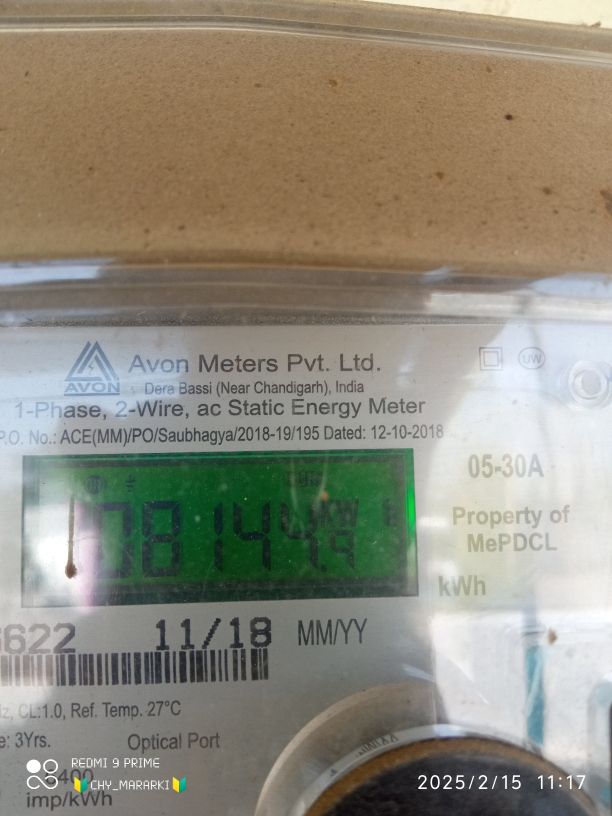 AVON
Avon Meters Pvt. Ltd.
Dera Bassi (Near Chandigarh), India
1-Phase, 2-Wire, ac Static Energy Meter
P.O. No.: ACE(MM)/PO/Saubhagya/2018-19/195 Dated: 12-10-2018
UW
05-30A
Property of
MePDCL
kWh
6622 11/18 MM/YY
CL:1.0, Ref. Temp. 27°C
3Yrs. Optical Port
imp/kWh
REDMI 9 PRIME
CHY_MARARKI
2025/2/15 11:17